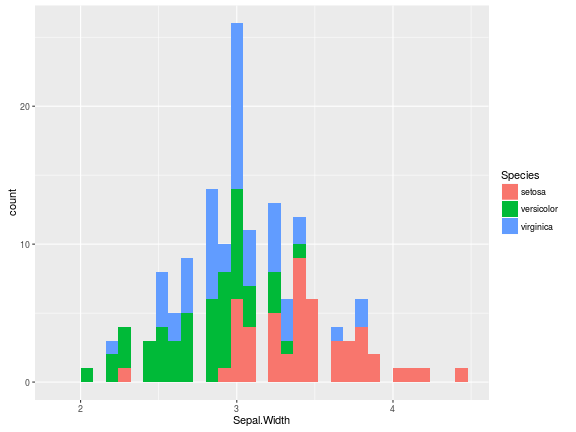 20
10
0
count
2 3 4
Sepal.Width
Species
setosa
versicolor
virginica